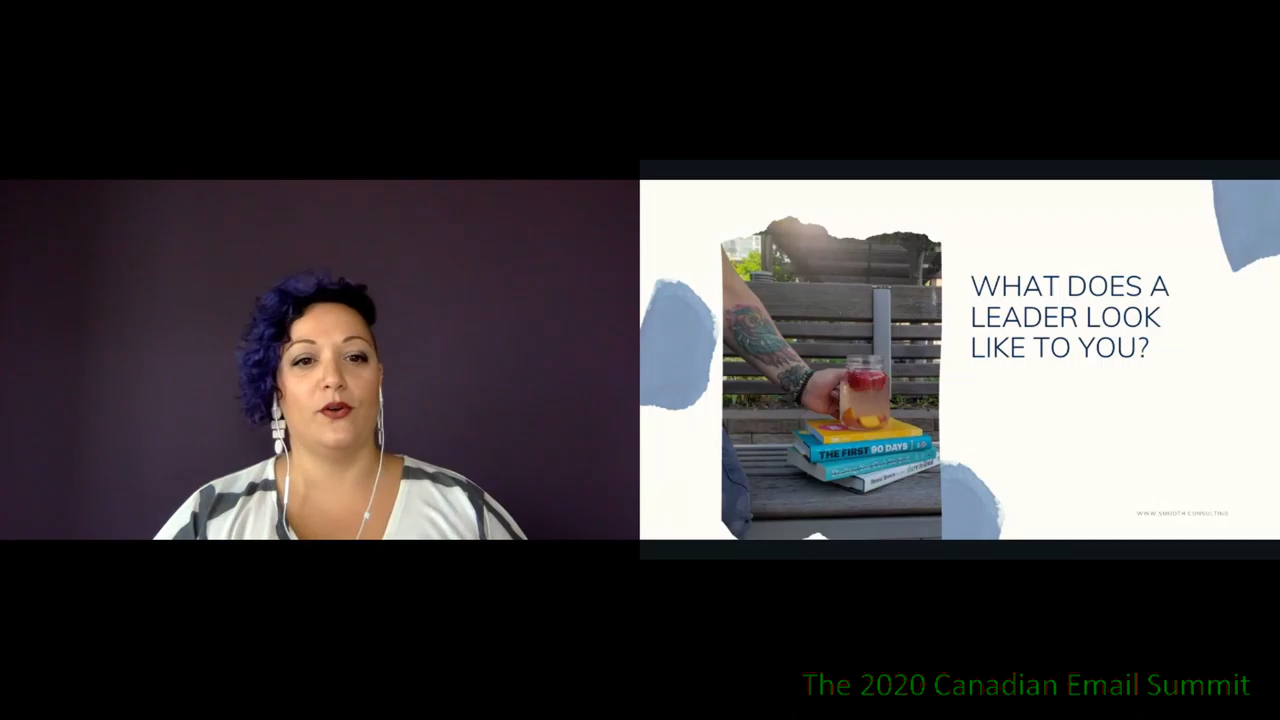 WHAT DOES A
LEADER LOOK
LIKE TO YOU?
THE FIRST 90 DAYS
WWW.SMOOTH.CONSULTING
The 2020 Canadian Email Summit